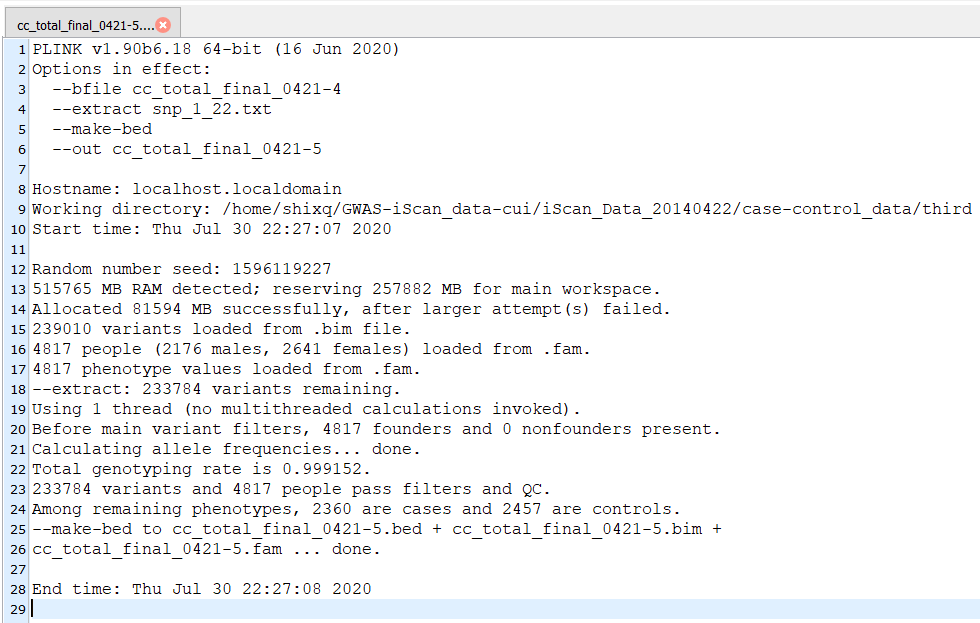 cc_total_final_0421-5....
1 PLINK v1.90b6.18 64-bit (16 Jun 2020)
2 Options in effect:
3   --bfile cc_total_final_0421-4
4   --extract snp_1_22.txt
5   --make-bed
6   --out cc_total_final_0421-5
7
8 Hostname: localhost.localdomain
9 Working directory: /home/shixq/GWAS-iScan_data-cui/iScan_Data_20140422/case-control_data/third
10 Start time: Thu Jul 30 22:27:07 2020
11
12 Random number seed: 1596119227
13 515765 MB RAM detected; reserving 257882 MB for main workspace.
14 Allocated 81594 MB successfully, after larger attempt(s) failed.
15 239010 variants loaded from .bim file.
16 4817 people (2176 males, 2641 females) loaded from .fam.
17 4817 phenotype values loaded from .fam.
18 --extract: 233784 variants remaining.
19 Using 1 thread (no multithreaded calculations invoked).
20 Before main variant filters, 4817 founders and 0 nonfounders present.
21 Calculating allele frequencies... done.
22 Total genotyping rate is 0.999152.
23 233784 variants and 4817 people pass filters and QC.
24 Among remaining phenotypes, 2360 are cases and 2457 are controls.
25 --make-bed to cc_total_final_0421-5.bed + cc_total_final_0421-5.bim +
26 cc_total_final_0421-5.fam ... done.
27
28 End time: Thu Jul 30 22:27:08 2020
29